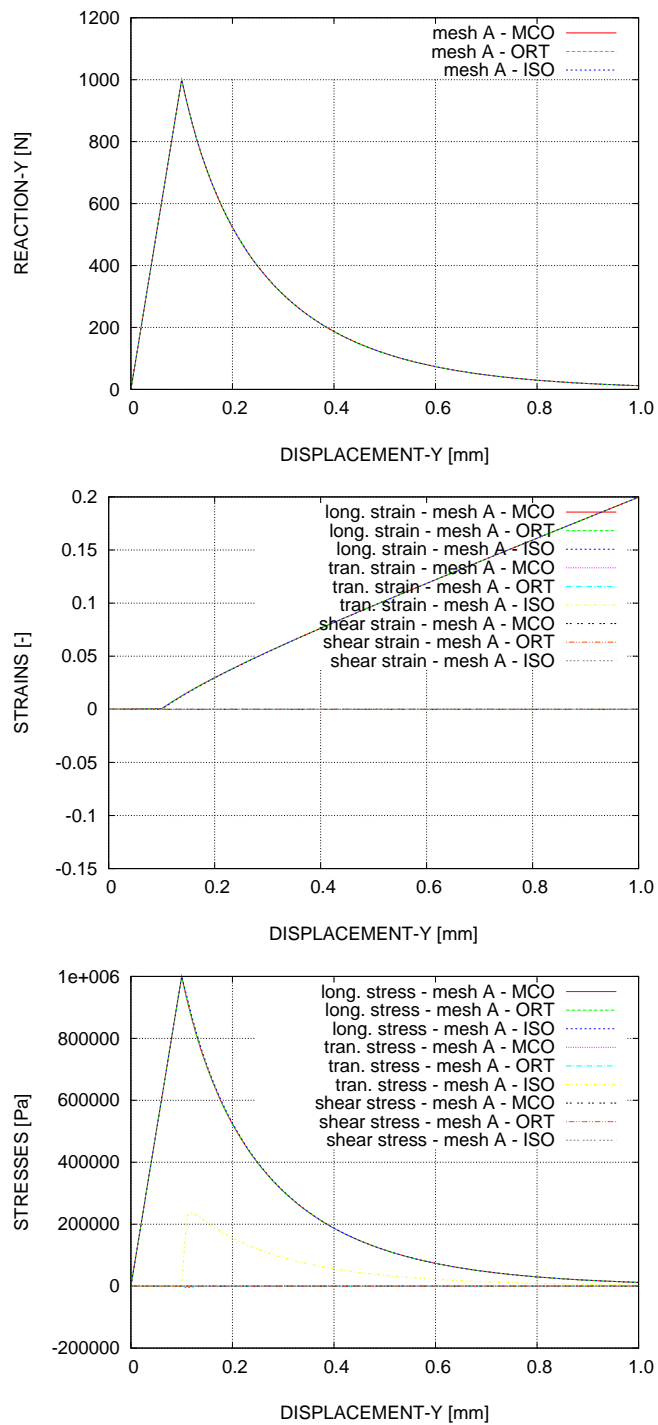 1200
1000
800
600
400
200
0
REACTION-Y [N]
mesh A - MCO
mesh A - ORT
mesh A - ISO
0 0.2 0.4 0.6 0.8 1.0
DISPLACEMENT-Y [mm]
0.2
0.15
0.1
0.05
0
-0.05
-0.1
-0.15
STRAINS [-]
long. strain - mesh A - MCO
long. strain - mesh A - ORT
long. strain - mesh A - ISO
tran. strain - mesh A - MCO
tran. strain - mesh A - ORT
tran. strain - mesh A - ISO
shear strain - mesh A - MCO
shear strain - mesh A - ORT
shear strain - mesh A - ISO
0 0.2 0.4 0.6 0.8 1.0
DISPLACEMENT-Y [mm]
1e+006
800000
600000
400000
200000
0
-200000
STRESSES [Pa]
long. stress - mesh A - MCO
long. stress - mesh A - ORT
long. stress - mesh A - ISO
tran. stress - mesh A - MCO
tran. stress - mesh A - ORT
tran. stress - mesh A - ISO
shear stress - mesh A - MCO
shear stress - mesh A - ORT
shear stress - mesh A - ISO
0 0.2 0.4 0.6 0.8 1.0
DISPLACEMENT-Y [mm]